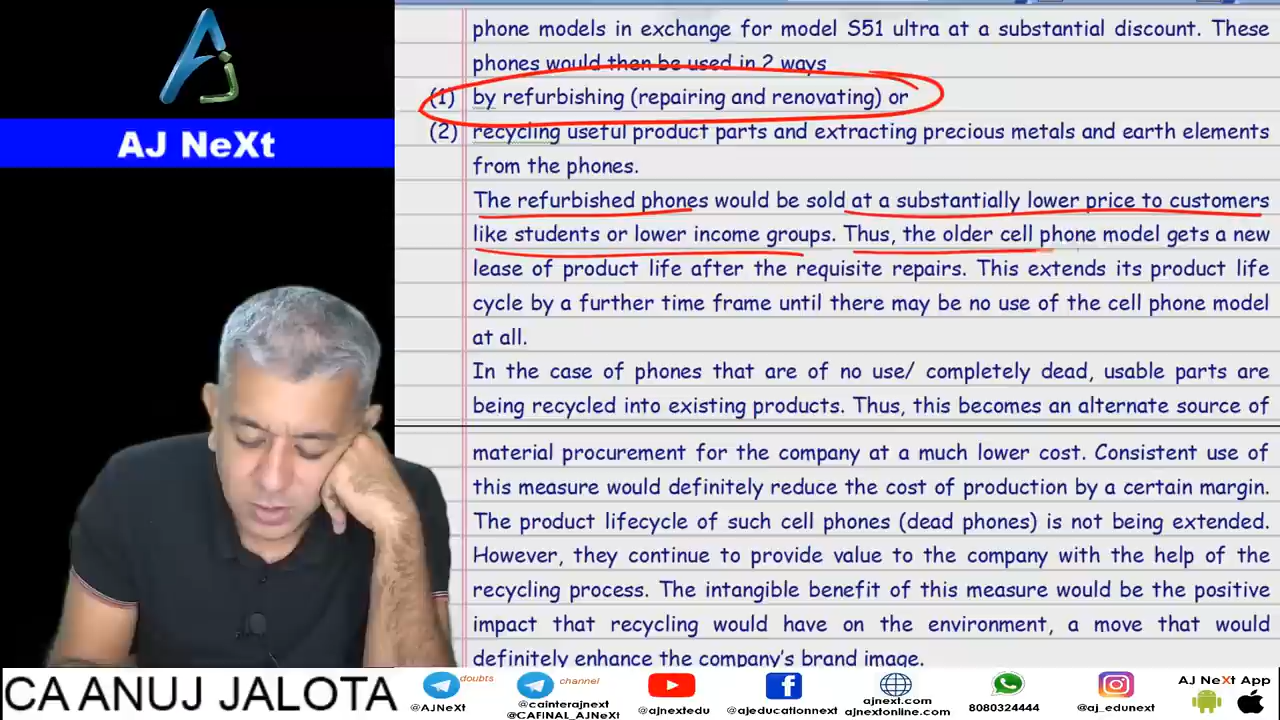 phone models in exchange for model S51 ultra at a substantial discount. These
phones would then be used in 2 ways
(1) by refurbishing (repairing and renovating) or
(2) recycling useful product parts and extracting precious metals and earth elements
from the phones.
The refurbished phones would be sold at a substantially lower price to customers
like students or lower income groups. Thus, the older cell phone model gets a new
lease of product life after the requisite repairs. This extends its product life
cycle by a further time frame until there may be no use of the cell phone model
at all.
In the case of phones that are of no use/ completely dead, usable parts are
being recycled into existing products. Thus, this becomes an alternate source of
material procurement for the company at a much lower cost. Consistent use of
this measure would definitely reduce the cost of production by a certain margin.
The product lifecycle of such cell phones (dead phones) is not being extended.
However, they continue to provide value to the company with the help of the
recycling process. The intangible benefit of this measure would be the positive
impact that recycling would have on the environment, a move that would
definitely enhance the company's brand image.
AJ NeXt
CA ANUJ JALOTA
doubts
@AJNeXt
channel
@cainterajnext
@CAFINAL_AJNeXt
@ajnextedu
@ajeducationnext
ajnext.com
ajnextonline.com
8080324444
@aj_edunext
AJ NeXt App